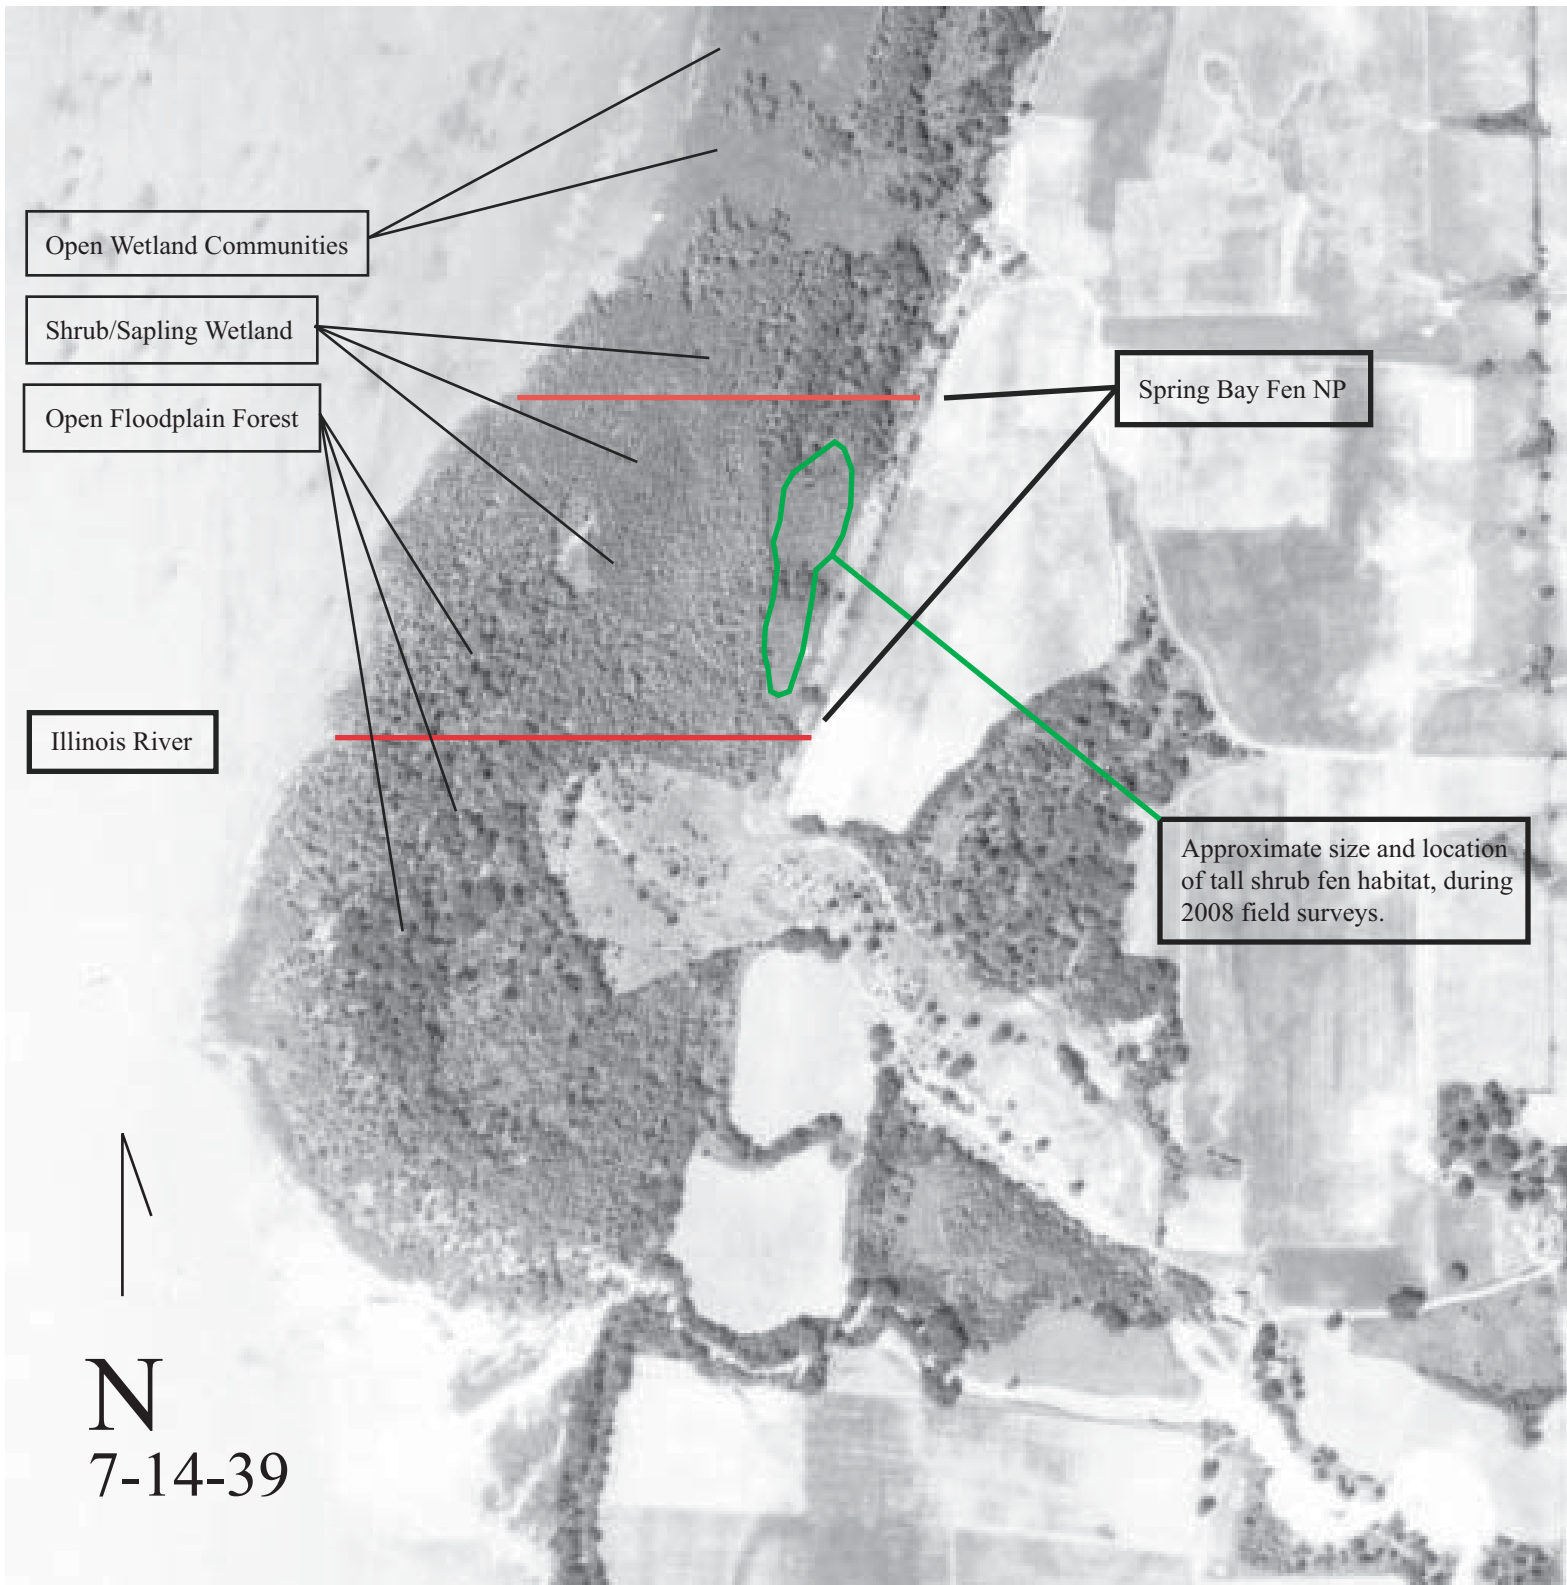 Open Wetland Communities
Shrub/Sapling Wetland
Open Floodplain Forest
Spring Bay Fen NP
Illinois River
Approximate size and location
of tall shrub fen habitat, during
2008 field surveys.
N
7-14-39